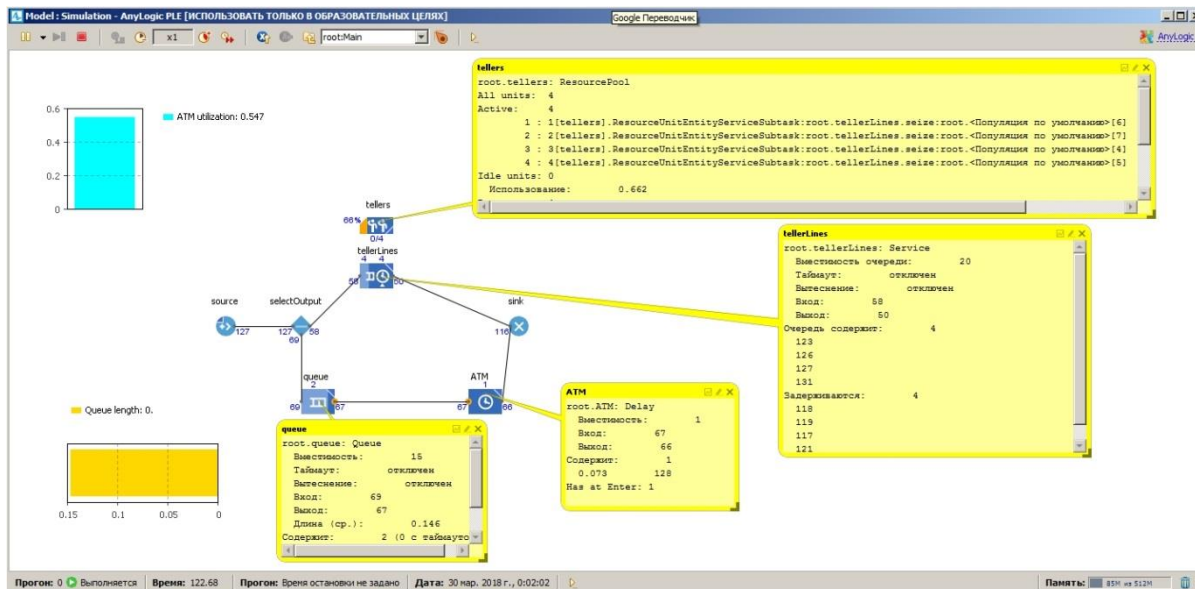 Model : Simulation - AnyLogic PLE [ИСПОЛЬЗОВАТЬ ТОЛЬКО В ОБРАЗОВАТЕЛЬНЫХ ЦЕЛЯХ]
Google Переводчик
x1
root:Main
AnyLogic
0.6
0.4
0.2
0
ATM utilization: 0.547
tellers
root.tellers: ResourcePool
All units: 4
Active: 4
1 : 1[tellers].ResourceUnitEntityServiceSubtask:root.tellerLines.seize:root.<Популяция по умолчанию>[6]
2 : 2[tellers].ResourceUnitEntityServiceSubtask:root.tellerLines.seize:root.<Популяция по умолчанию>[7]
3 : 3[tellers].ResourceUnitEntityServiceSubtask:root.tellerLines.seize:root.<Популяция по умолчанию>[4]
4 : 4[tellers].ResourceUnitEntityServiceSubtask:root.tellerLines.seize:root.<Популяция по умолчанию>[5]
Idle units: 0
Использование: 0.662
tellers
66%
0/4
tellerLines
4 4
58
50
source
127
selectOutput
127
58
69
sink
116
queue
2
69
67
ATM
1
67
66
tellerLines
root.tellerLines: Service
Вместимость очереди: 20
Таймаут: отключен
Вытеснение: отключен
Вход: 58
Выход: 50
Очередь содержит: 4
123
126
127
131
Задерживаются: 4
118
119
117
121
ATM
root.ATM: Delay
Вместимость: 1
Вход: 67
Выход: 66
Содержит: 1
0.073 128
Has at Enter: 1
Queue length: 0.
0.15
0.1
0.05
0
queue
root.queue: Queue
Вместимость: 15
Таймаут: отключен
Вытеснение: отключен
Вход: 69
Выход: 67
Длина (ср.): 0.146
Содержит: 2 (0 с таймауто
Прогон: 0 Выполняется
Время: 122.68
Прогон: Время остановки не задано
Дата: 30 мар. 2018 г., 0:02:02
Память: 85M из 512M